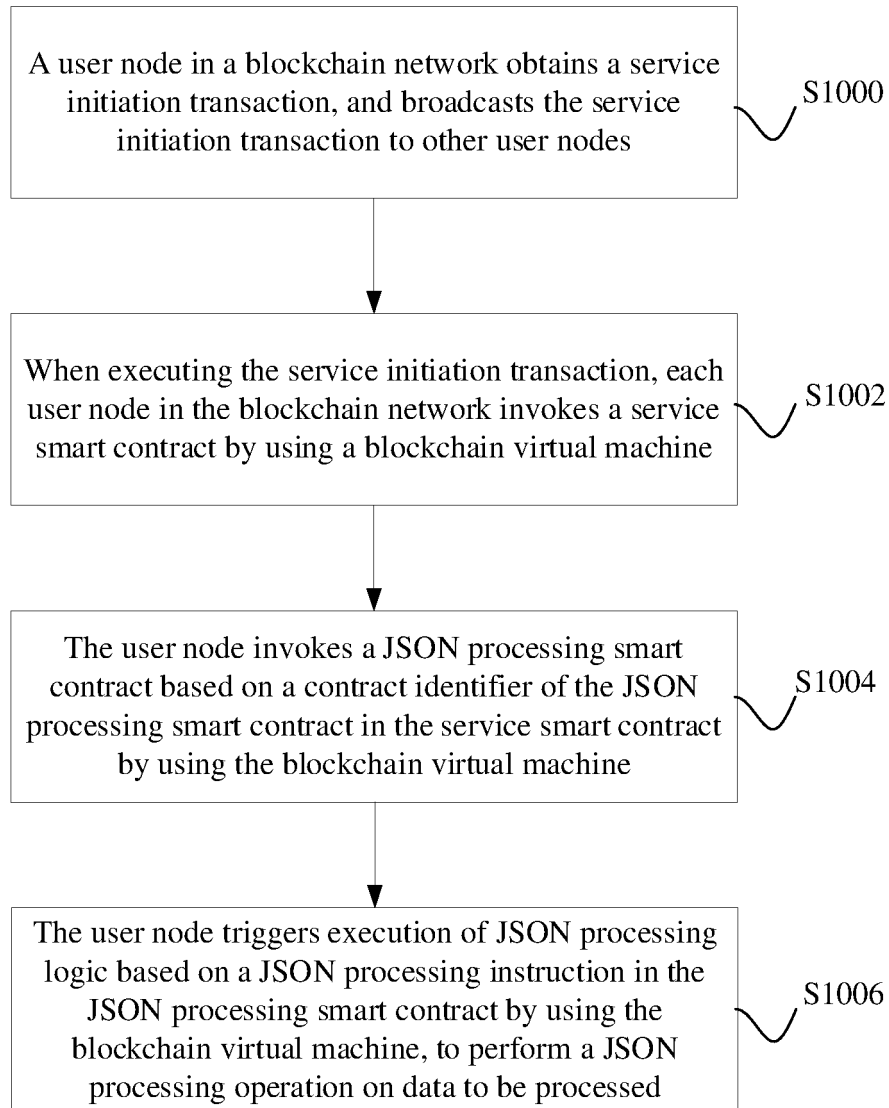 A user node in a blockchain network obtains a service
initiation transaction, and broadcasts the service
initiation transaction to other user nodes
S1000
When executing the service initiation transaction, each
user node in the blockchain network invokes a service
smart contract by using a blockchain virtual machine
S1002
The user node invokes a JSON processing smart
contract based on a contract identifier of the JSON
processing smart contract in the service smart contract
by using the blockchain virtual machine
S1004
The user node triggers execution of JSON processing
logic based on a JSON processing instruction in the
JSON processing smart contract by using the
blockchain virtual machine, to perform a JSON
processing operation on data to be processed
S1006